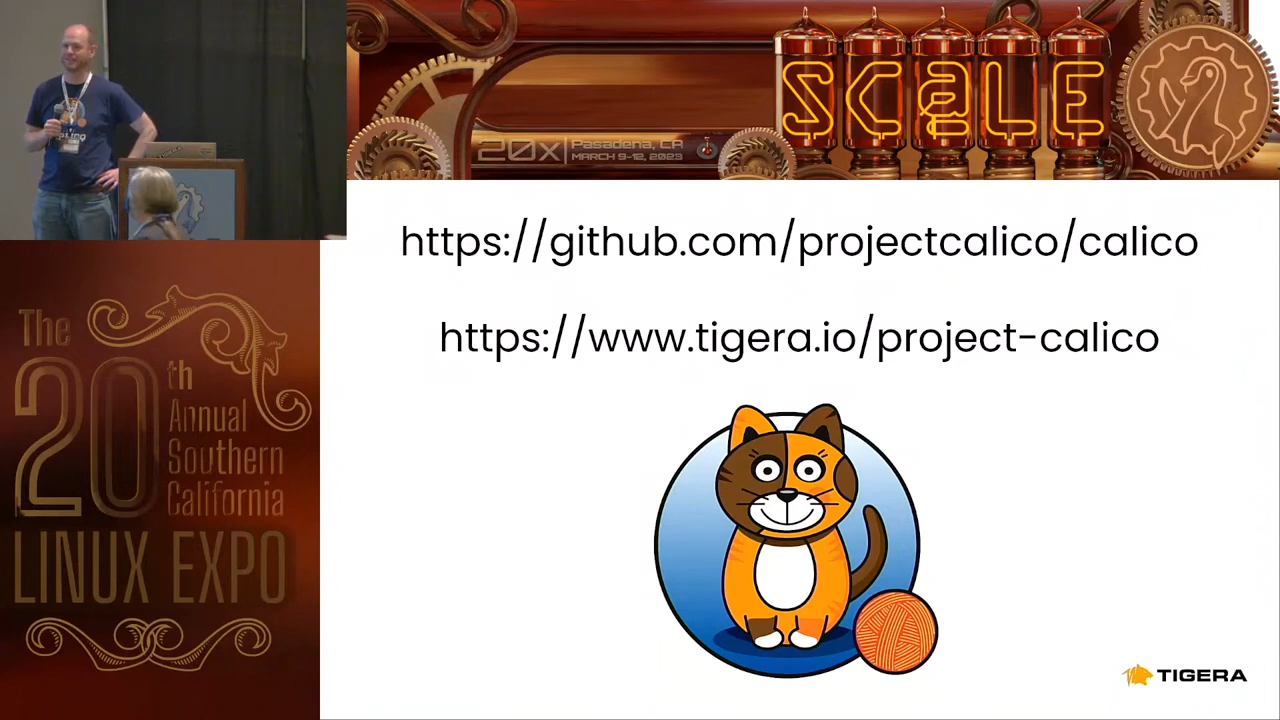 SCaLE
20x
Pasadena, CA
MARCH 9-12, 2023
https://github.com/projectcalico/calico
https://www.tigera.io/project-calico
The
20th
Annual
Southern
California
LINUX EXPO
TIGERA